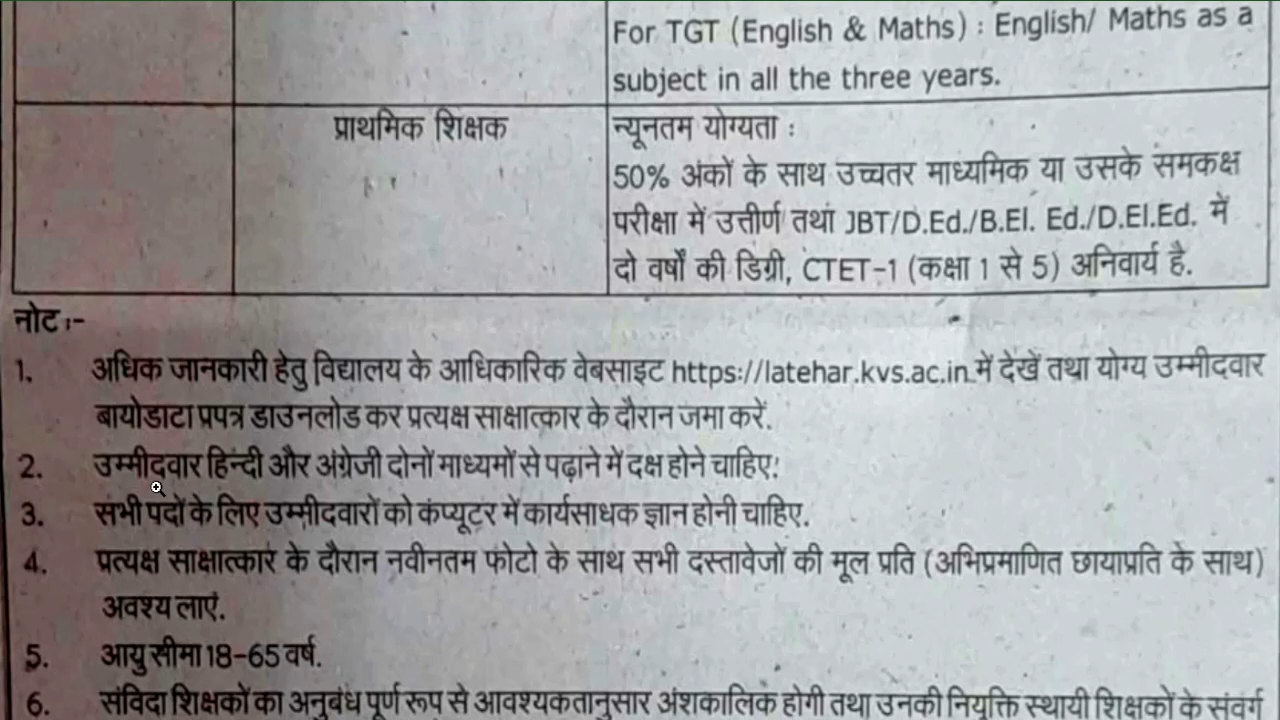 For TGT (English & Maths) : English/ Maths as a
subject in all the three years.
प्राथमिक शिक्षक
न्यूनतम योग्यता :
50% अंकों के साथ उच्चतर माध्यमिक या उसके समकक्ष
परीक्षा में उत्तीर्ण तथा JBT/D.Ed./B.El. Ed./D.El.Ed. में
दो वर्षों की डिग्री, CTET-1 (कक्षा 1 से 5) अनिवार्य है.
नोट :-
1. अधिक जानकारी हेतु विद्यालय के आधिकारिक वेबसाइट https://latehar.kvs.ac.in में देखें तथा योग्य उम्मीदवार
बायोडाटा प्रपत्र डाउनलोड कर प्रत्यक्ष साक्षात्कार के दौरान जमा करें.
2. उम्मीदवार हिन्दी और अंग्रेजी दोनों माध्यमों से पढ़ाने में दक्ष होने चाहिए.
3. सभी पदों के लिए उम्मीदवारों को कंप्यूटर में कार्यसाधक ज्ञान होनी चाहिए.
4. प्रत्यक्ष साक्षात्कार के दौरान नवीनतम फोटो के साथ सभी दस्तावेजों की मूल प्रति (अभिप्रमाणित छायाप्रति के साथ)
अवश्य लाएं.
5. आयु सीमा 18-65 वर्ष.
6. संविदा शिक्षकों का अनुबंध पूर्ण रूप से आवश्यकतानुसार अंशकालिक होगी तथा उनकी नियुक्ति स्थायी शिक्षकों के संवर्ग